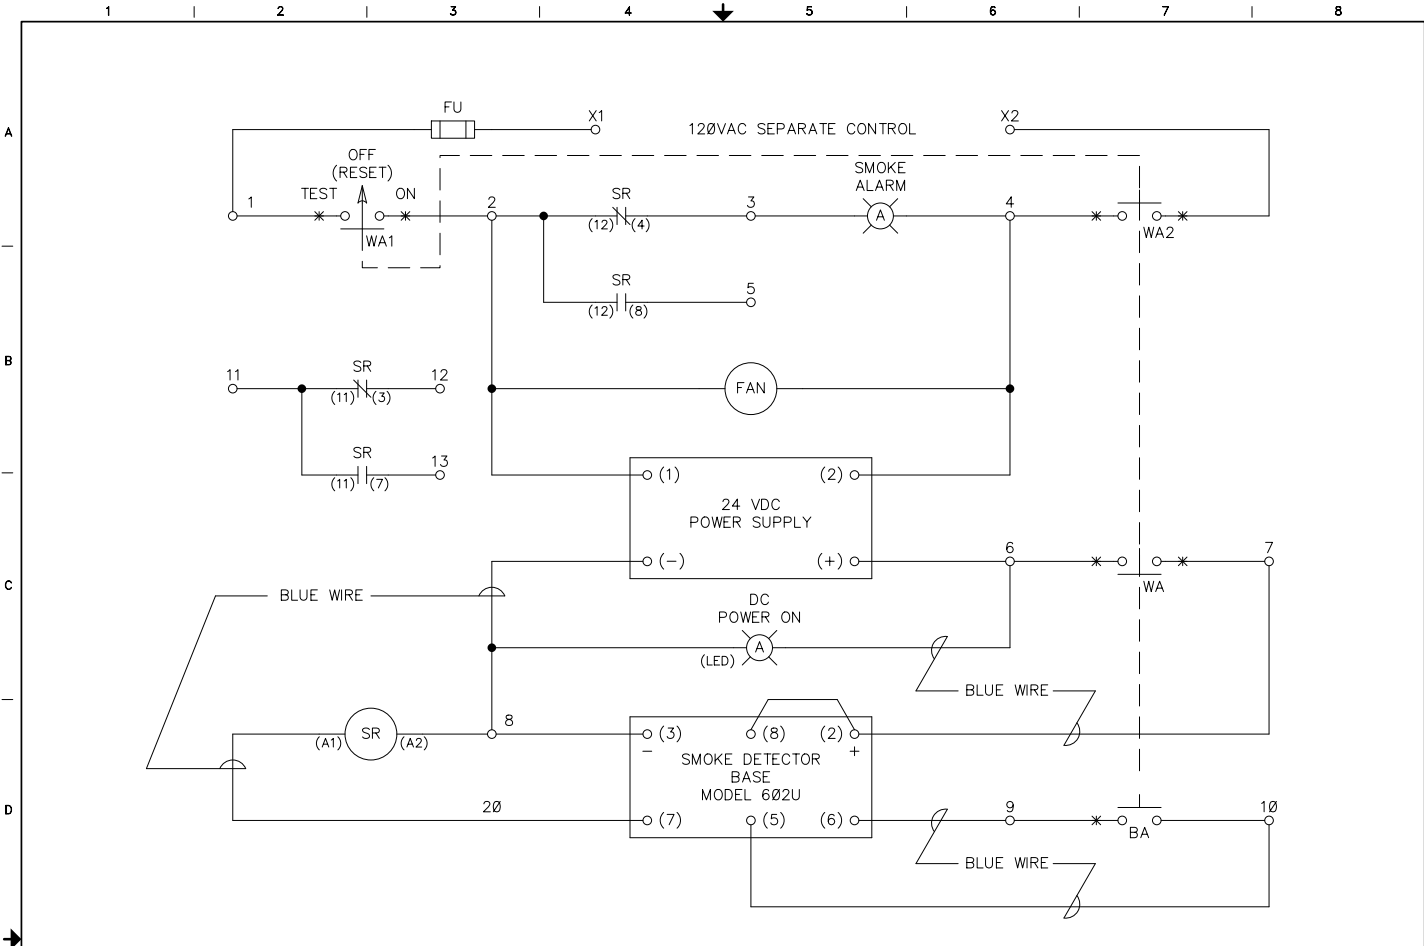 1 2 3 4 5 6 7 8
A
FU
X1
120VAC SEPARATE CONTROL
X2
OFF
(RESET)
SMOKE
ALARM
TEST
ON
1
2
SR
3
A
4
(12) (4)
WA1
WA2
SR
5
(12) (8)
B
11
SR
12
(11) (3)
FAN
SR
13
(11) (7)
(1)
(2)
24 VDC
POWER SUPPLY
C
(-)
(+)
6
7
WA
BLUE WIRE
DC
POWER ON
(LED)
A
BLUE WIRE
(A1)
SR
(A2)
8
(3)
(8)
(2)
- +
SMOKE DETECTOR
BASE
MODEL 602U
D
20
(7)
(5)
(6)
9
BA
10
BLUE WIRE